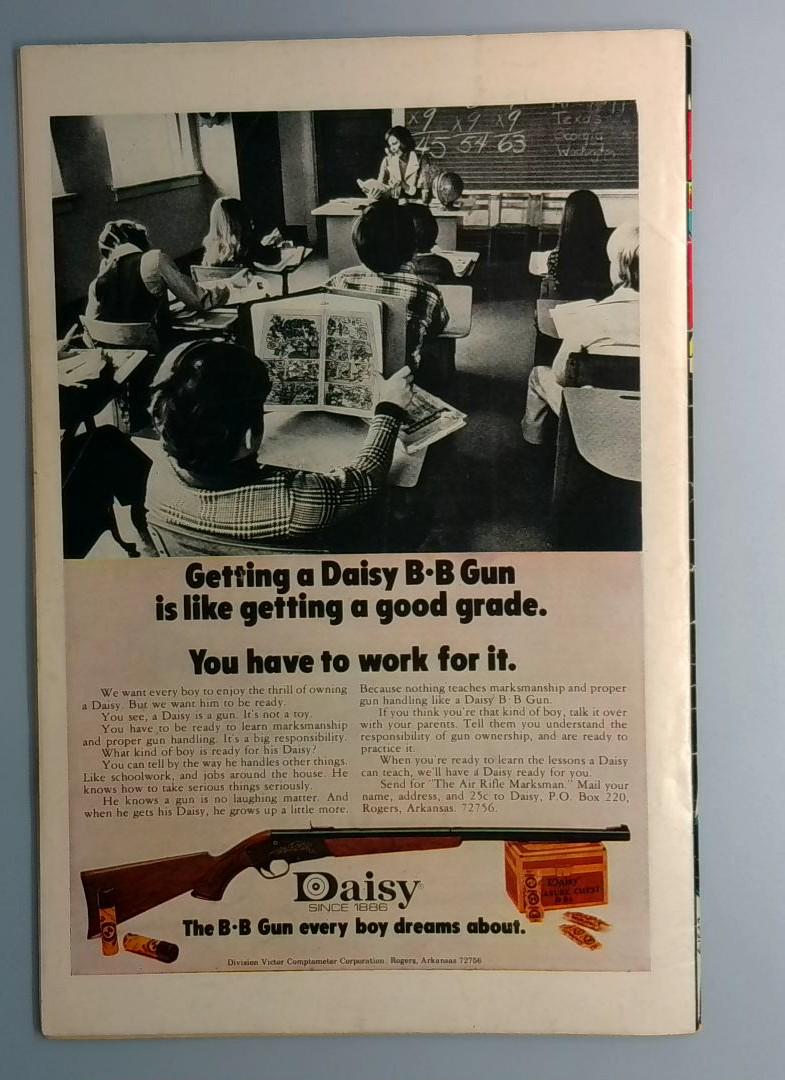 x9 x9 x9
45 54 63
Texas
Georgia
Washington
Getting a Daisy B·B Gun
is like getting a good grade.
You have to work for it.
We want every boy to enjoy the thrill of owning
a Daisy. But we want him to be ready.
You see, a Daisy is a gun. It's not a toy.
You have to be ready to learn marksmanship
and proper gun handling. It's a big responsibility.
What kind of boy is ready for his Daisy?
You can tell by the way he handles other things.
Like schoolwork, and jobs around the house. He
knows how to take serious things seriously.
He knows a gun is no laughing matter. And
when he gets his Daisy, he grows up a little more.
Because nothing teaches marksmanship and proper
gun handling like a Daisy B·B Gun.
If you think you're that kind of boy, talk it over
with your parents. Tell them you understand the
responsibility of gun ownership, and are ready to
practice it.
When you're ready to learn the lessons a Daisy
can teach, we'll have a Daisy ready for you.
Send for "The Air Rifle Marksman." Mail your
name, address, and 25c to Daisy, P.O. Box 220,
Rogers, Arkansas. 72756.
Daisy
SINCE 1886
Daisy
The B·B Gun every boy dreams about.
Division Victor Comptometer Corporation. Rogers, Arkansas 72756